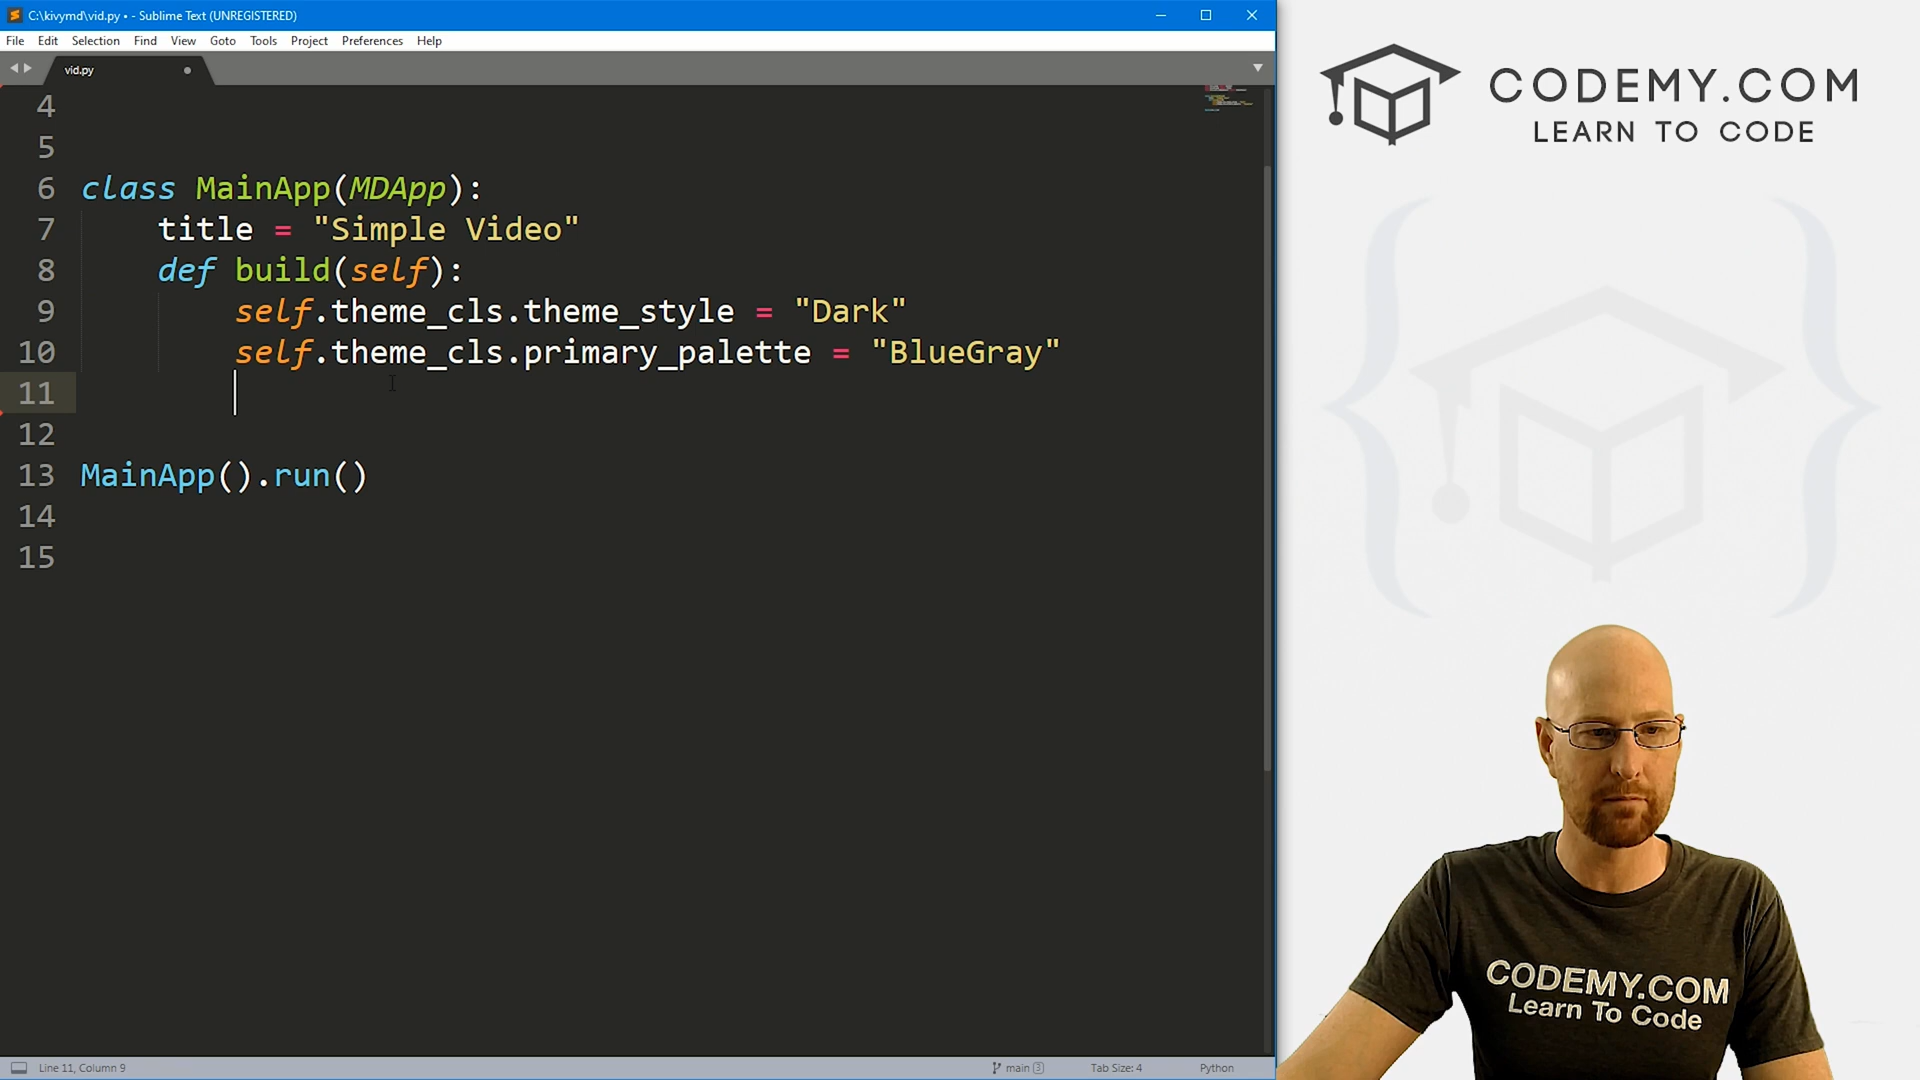 C:\kivymd\vid.py • - Sublime Text (UNREGISTERED)
File Edit Selection Find View Goto Tools Project Preferences Help
vid.py
4
5
6 class MainApp(MDApp):
7 title = "Simple Video"
8 def build(self):
9 self.theme_cls.theme_style = "Dark"
10 self.theme_cls.primary_palette = "BlueGray"
11
12
13 MainApp().run()
14
15
Line 11, Column 9 main 3 Tab Size: 4 Python
CODEMY.COM
LEARN TO CODE
CODEMY.COM
Learn To Code